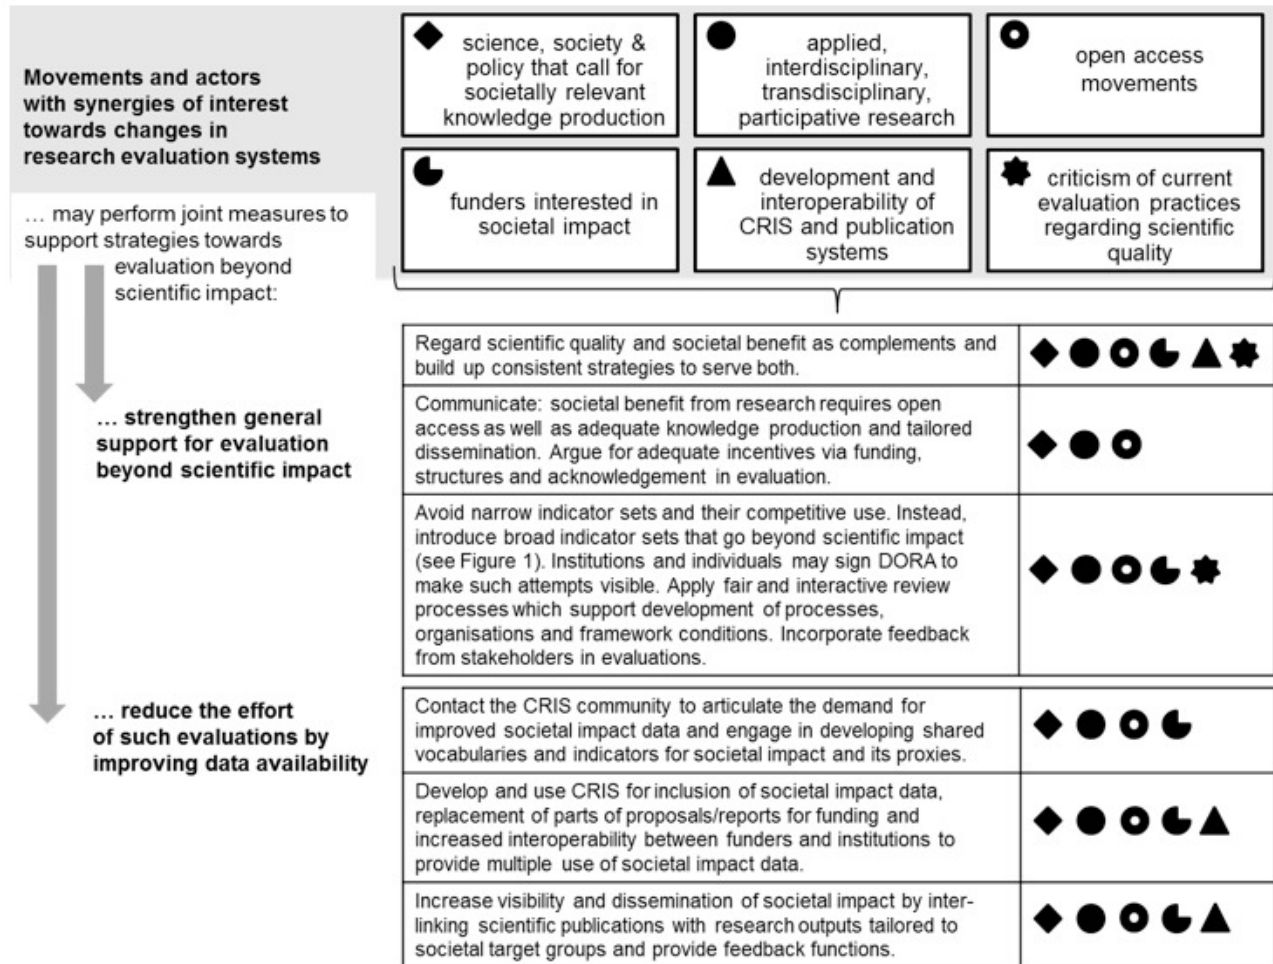 Movements and actors
with synergies of interest
towards changes in
research evaluation systems
science, society &
policy that call for
societally relevant
knowledge production
applied,
interdisciplinary,
transdisciplinary,
participative research
open access
movements
funders interested in
societal impact
development and
interoperability of
CRIS and publication
systems
criticism of current
evaluation practices
regarding scientific
quality
… may perform joint measures to
support strategies towards
evaluation beyond
scientific impact:
… strengthen general
support for evaluation
beyond scientific impact
Regard scientific quality and societal benefit as complements and
build up consistent strategies to serve both.
Communicate: societal benefit from research requires open
access as well as adequate knowledge production and tailored
dissemination. Argue for adequate incentives via funding,
structures and acknowledgement in evaluation.
Avoid narrow indicator sets and their competitive use. Instead,
introduce broad indicator sets that go beyond scientific impact
(see Figure 1). Institutions and individuals may sign DORA to
make such attempts visible. Apply fair and interactive review
processes which support development of processes,
organisations and framework conditions. Incorporate feedback
from stakeholders in evaluations.
… reduce the effort
of such evaluations by
improving data availability
Contact the CRIS community to articulate the demand for
improved societal impact data and engage in developing shared
vocabularies and indicators for societal impact and its proxies.
Develop and use CRIS for inclusion of societal impact data,
replacement of parts of proposals/reports for funding and
increased interoperability between funders and institutions to
provide multiple use of societal impact data.
Increase visibility and dissemination of societal impact by inter-
linking scientific publications with research outputs tailored to
societal target groups and provide feedback functions.